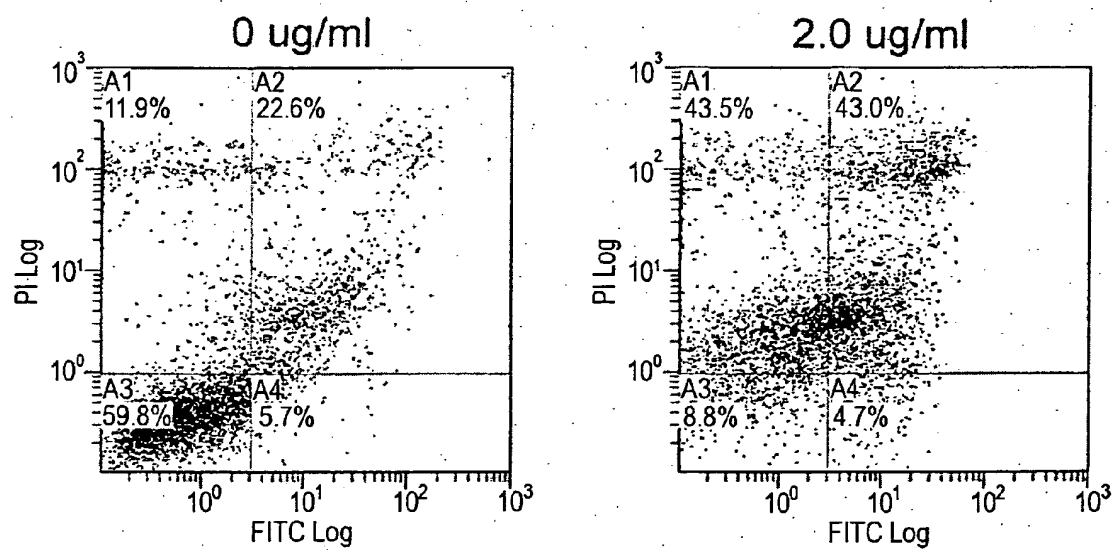 0 ug/ml
A1
11.9%
A2
22.6%
A3
59.8%
A4
5.7%
10³
10²
10¹
10⁰
PI Log
10⁰ 10¹ 10² 10³
FITC Log
2.0 ug/ml
A1
43.5%
A2
43.0%
A3
8.8%
A4
4.7%
10³
10²
10¹
10⁰
PI Log
10⁰ 10¹ 10² 10³
FITC Log